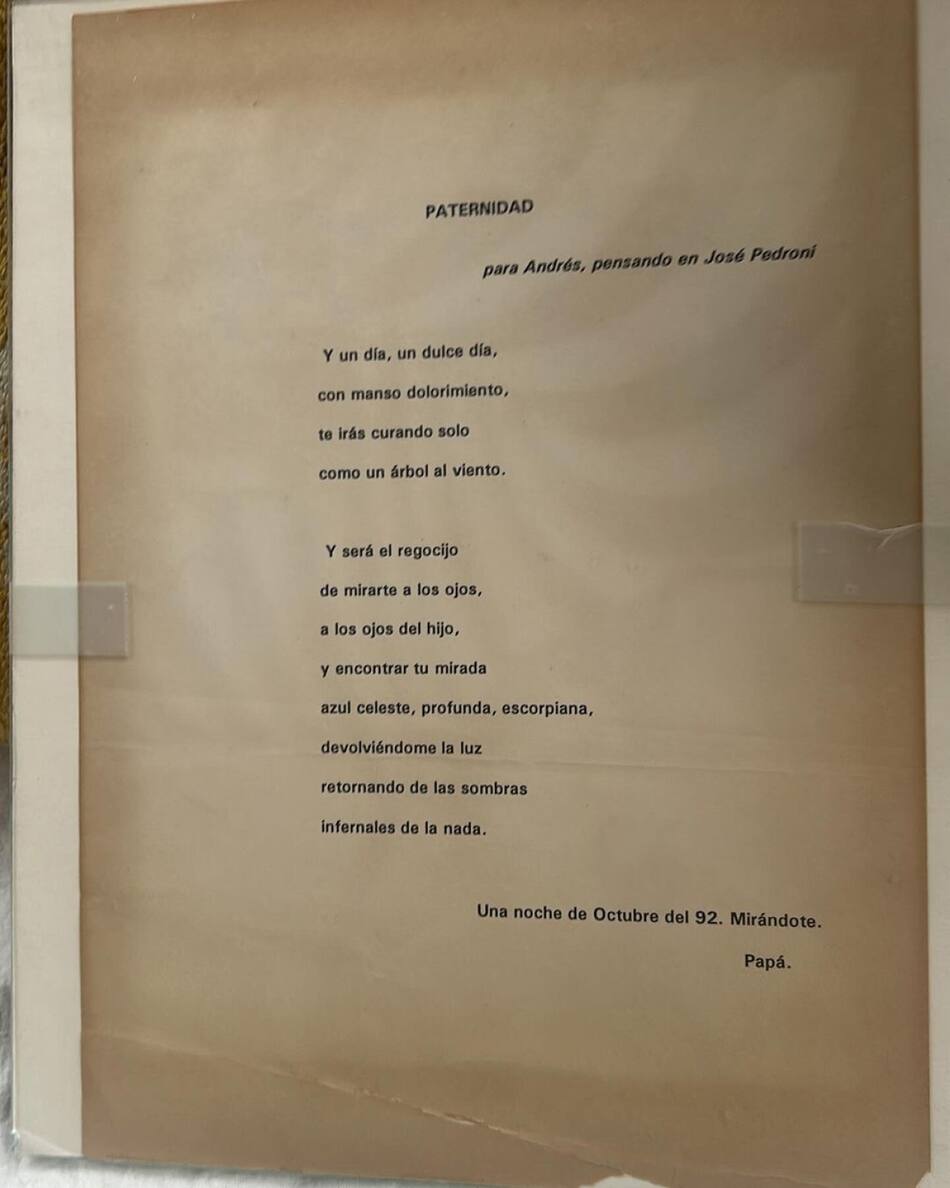 PATERNIDAD
para Andrés, pensando en José Pedroni
Y un día, un dulce día,
con manso dolorimiento,
te irás curando solo
como un árbol al viento.
Y será el regocijo
de mirarte a los ojos,
a los ojos del hijo,
y encontrar tu mirada
azul celeste, profunda, escorpiana,
devolviéndome la luz
retornando de las sombras
infernales de la nada.
Una noche de Octubre del 92. Mirándote.
Papá.